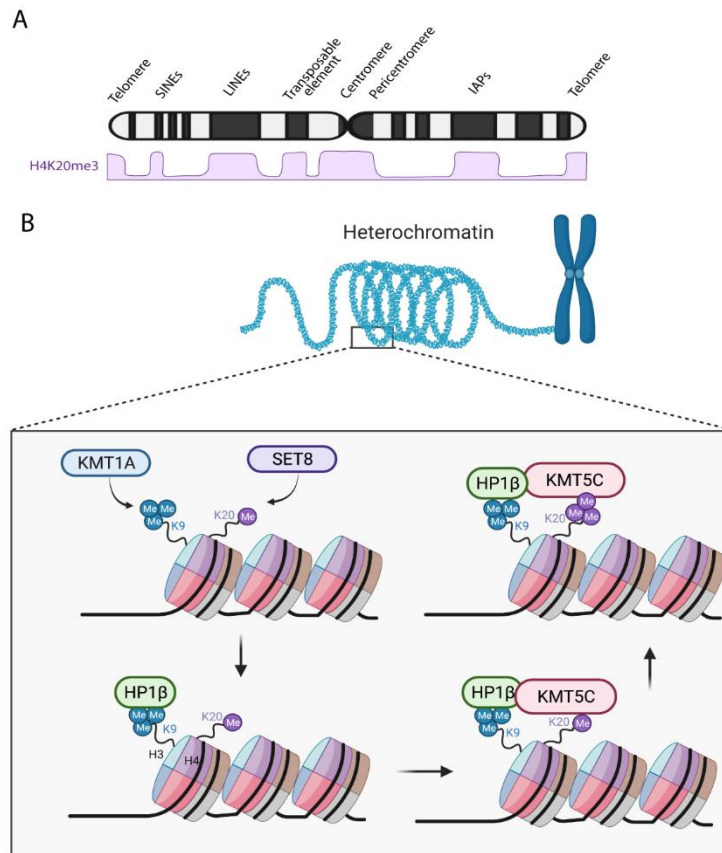 A
Telomere
SINEs
LINEs
Transposable
element
Centromere
Pericentromere
IAPs
Telomere
H4K20me3
B
Heterochromatin
KMT1A
SET8
Me Me
Me
K9
K20
Me
HP1β
KMT5C
Me Me
Me
K9
K20
Me
Me
Me
HP1β
Me Me
Me
K9
K20
Me
H3
H4
HP1β
KMT5C
Me Me
Me
K9
K20
Me